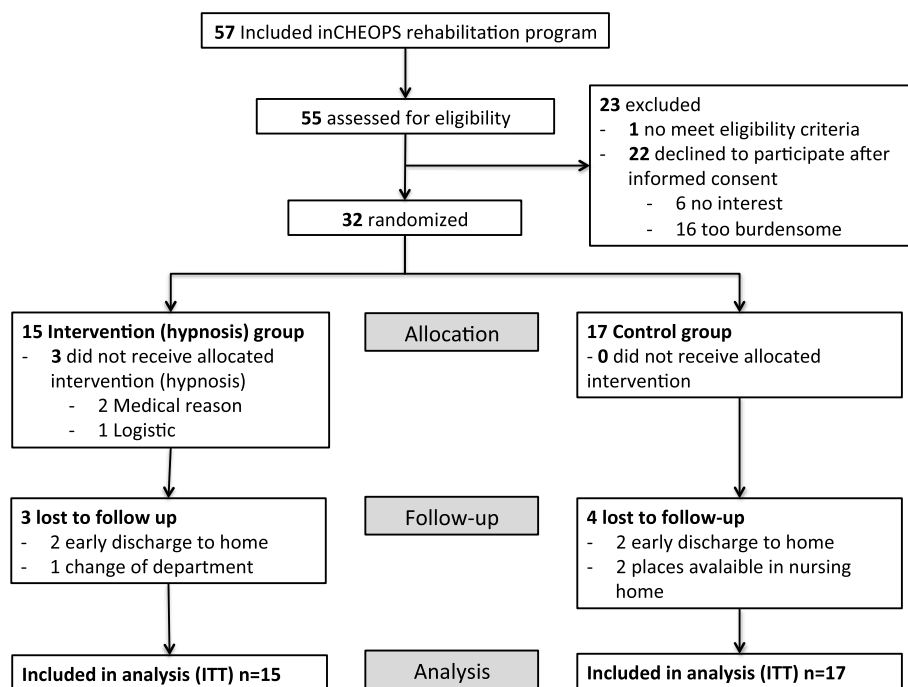 57 Included inCHEOPS rehabilitation program
55 assessed for eligibility
23 excluded
- 1 no meet eligibility criteria
- 22 declined to participate after
informed consent
- 6 no interest
- 16 too burdensome
32 randomized
15 Intervention (hypnosis) group
- 3 did not receive allocated
intervention (hypnosis)
- 2 Medical reason
- 1 Logistic
Allocation
17 Control group
- 0 did not receive allocated
intervention
3 lost to follow up
- 2 early discharge to home
- 1 change of department
Follow-up
4 lost to follow-up
- 2 early discharge to home
- 2 places avalaible in nursing
home
Included in analysis (ITT) n=15
Analysis
Included in analysis (ITT) n=17